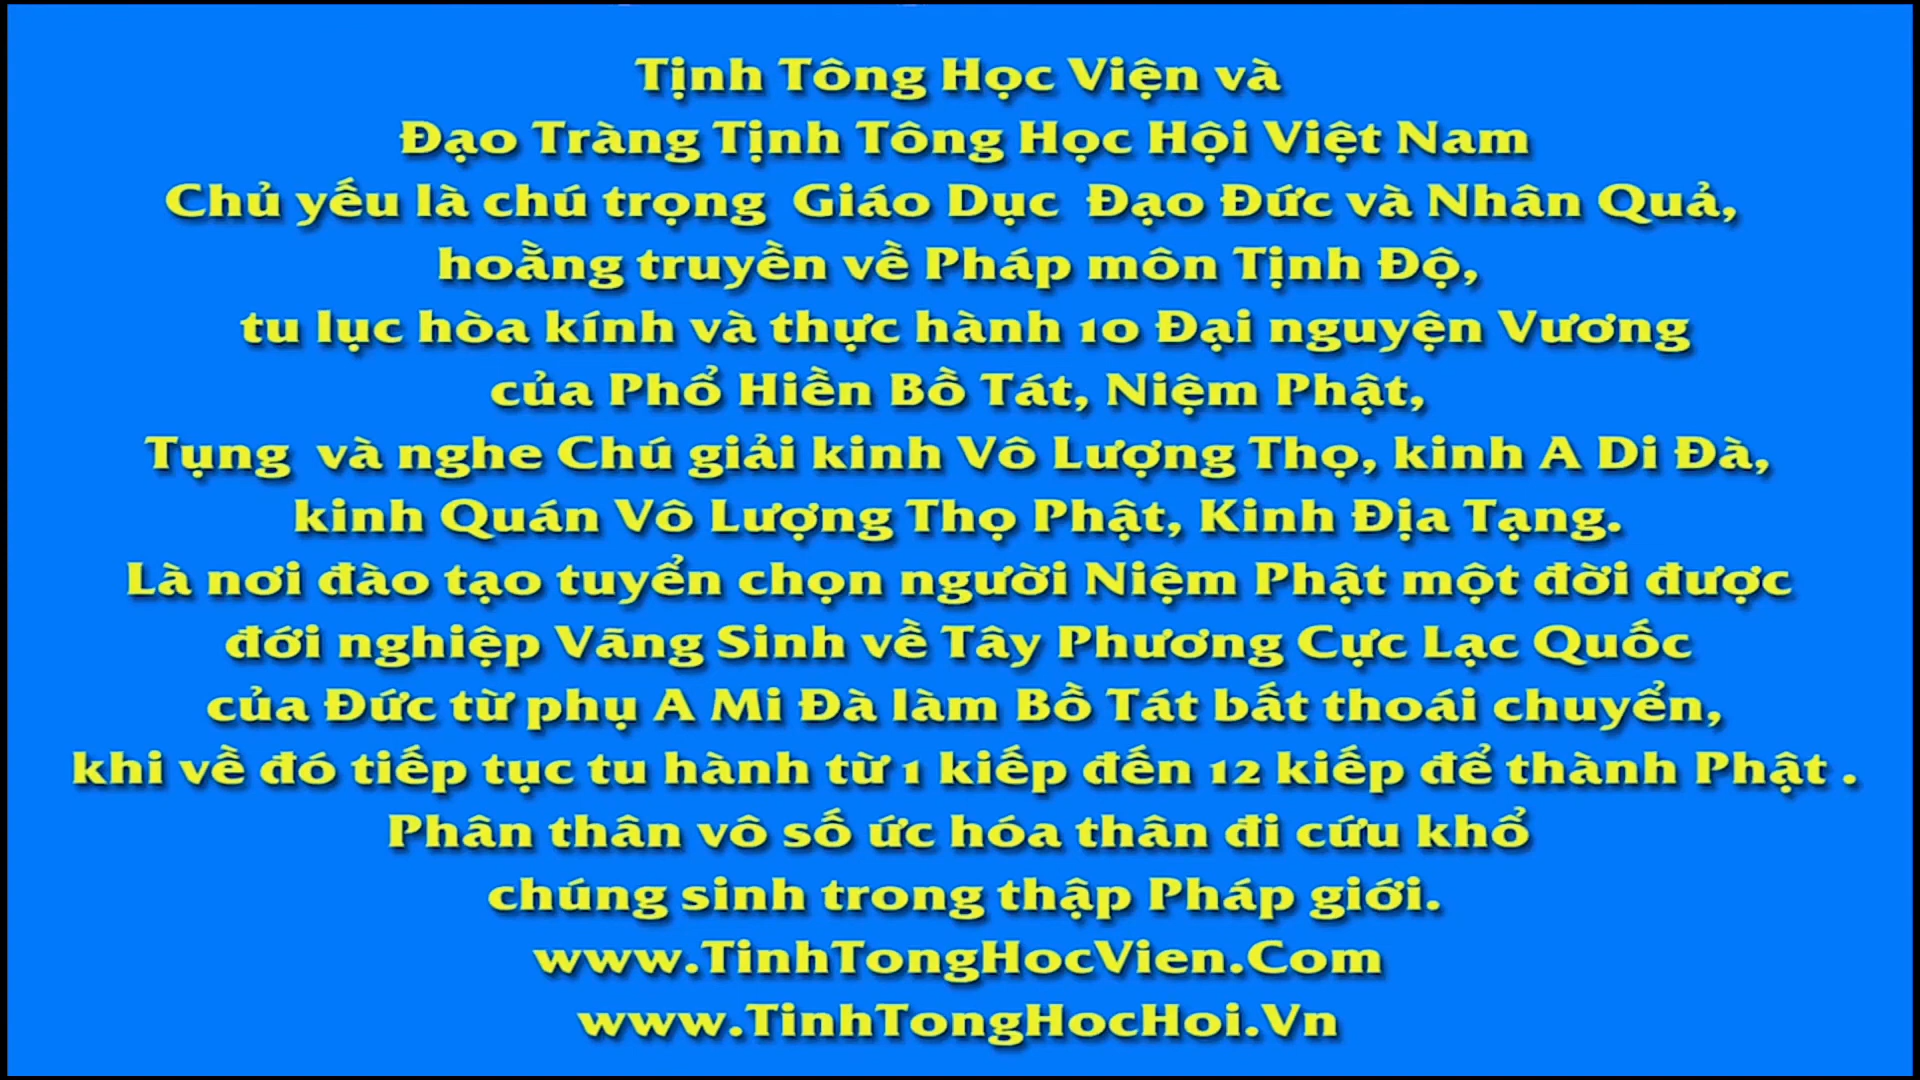 Tịnh Tông Học Viện và
Đạo Tràng Tịnh Tông Học Hội Việt Nam
Chủ yếu là chú trọng Giáo Dục Đạo Đức và Nhân Quả,
hoằng truyền về Pháp môn Tịnh Độ,
tu lục hòa kính và thực hành 10 Đại nguyện Vương
của Phổ Hiền Bồ Tát, Niệm Phật,
Tụng và nghe Chú giải kinh Vô Lượng Thọ, kinh A Di Đà,
kinh Quán Vô Lượng Thọ Phật, Kinh Địa Tạng.
Là nơi đào tạo tuyển chọn người Niệm Phật một đời được
đới nghiệp Vãng Sinh về Tây Phương Cực Lạc Quốc
của Đức từ phụ A Mi Đà làm Bồ Tát bất thoái chuyển,
khi về đó tiếp tục tu hành từ 1 kiếp đến 12 kiếp để thành Phật .
Phân thân vô số ức hóa thân đi cứu khổ
chúng sinh trong thập Pháp giới.
www.TinhTongHocVien.Com
www.TinhTongHocHoi.Vn